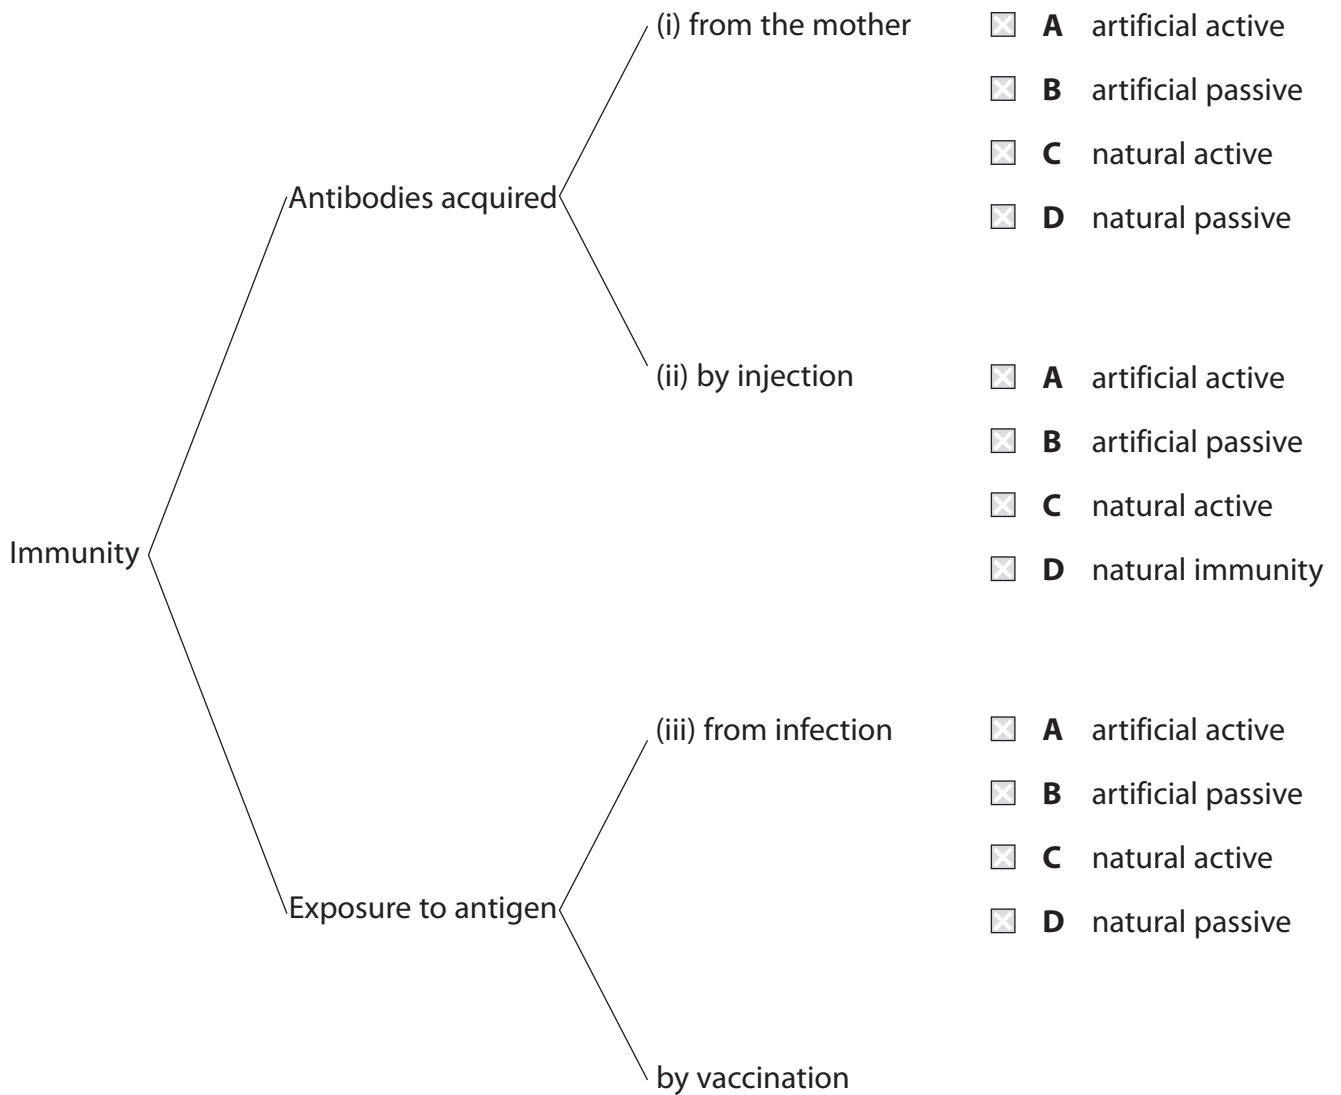 (i) from the mother
A artificial active
B artificial passive
C natural active
D natural passive
Antibodies acquired
(ii) by injection
A artificial active
B artificial passive
C natural active
D natural immunity
Immunity
(iii) from infection
A artificial active
B artificial passive
C natural active
D natural passive
Exposure to antigen
by vaccination